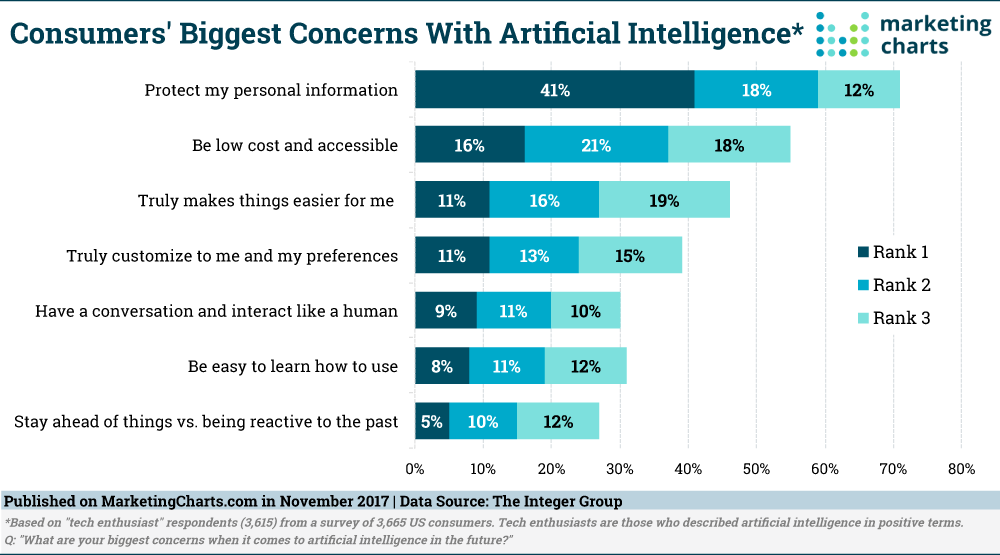 Consumers' Biggest Concerns With Artificial Intelligence*
marketing
charts
Protect my personal information 41% 18% 12%
Be low cost and accessible 16% 21% 18%
Truly makes things easier for me 11% 16% 19%
Truly customize to me and my preferences 11% 13% 15%
Have a conversation and interact like a human 9% 11% 10%
Be easy to learn how to use 8% 11% 12%
Stay ahead of things vs. being reactive to the past 5% 10% 12%
Rank 1
Rank 2
Rank 3
0% 10% 20% 30% 40% 50% 60% 70% 80%
Published on MarketingCharts.com in November 2017 | Data Source: The Integer Group
*Based on "tech enthusiast" respondents (3,615) from a survey of 3,665 US consumers. Tech enthusiasts are those who described artificial intelligence in positive terms.
Q: "What are your biggest concerns when it comes to artificial intelligence in the future?"